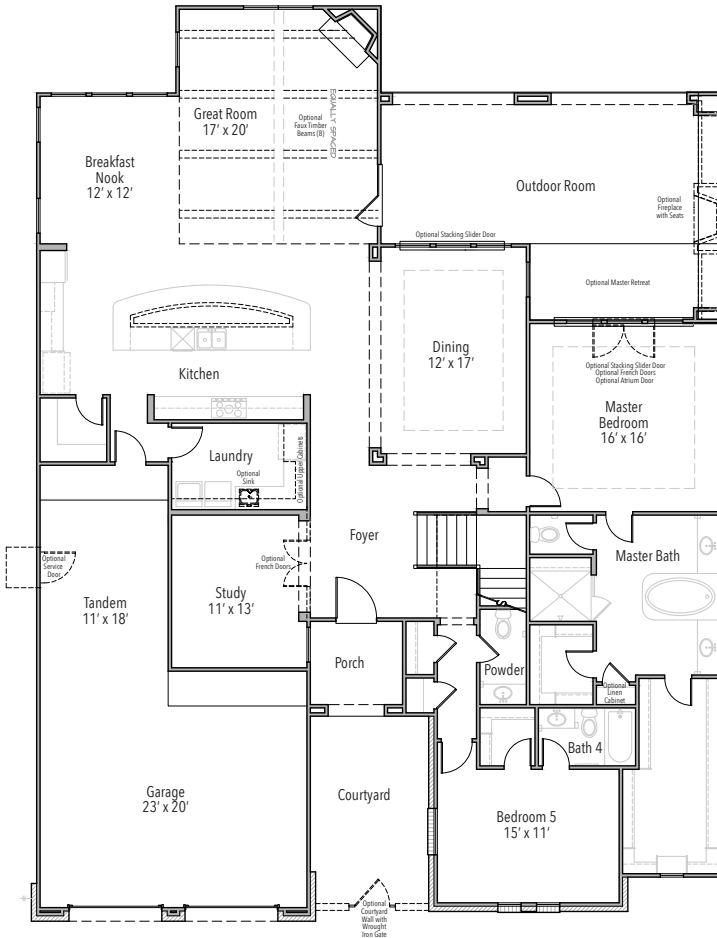 Great Room
17' x 20'
Optional
Faux Timber
Beams (8)
EQUALLY SPACED
Breakfast
Nook
12' x 12'
Outdoor Room
Optional
Fireplace
with Seats
Optional Stacking Slider Door
Optional Master Retreat
Dining
12' x 17'
Kitchen
Optional Stacking Slider Door
Optional French Doors
Optional Atrium Door
Master
Bedroom
16' x 16'
Laundry
Optional
Sink
Optional Upper Cabinets
Foyer
Optional
French Doors
Optional
Service
Door
Tandem
11' x 18'
Study
11' x 13'
Master Bath
Porch
Powder
Optional
Linen
Cabinet
Bath 4
Garage
23' x 20'
Courtyard
Bedroom 5
15' x 11'
Optional
Courtyard
Wall with
Wrought
Iron Gate